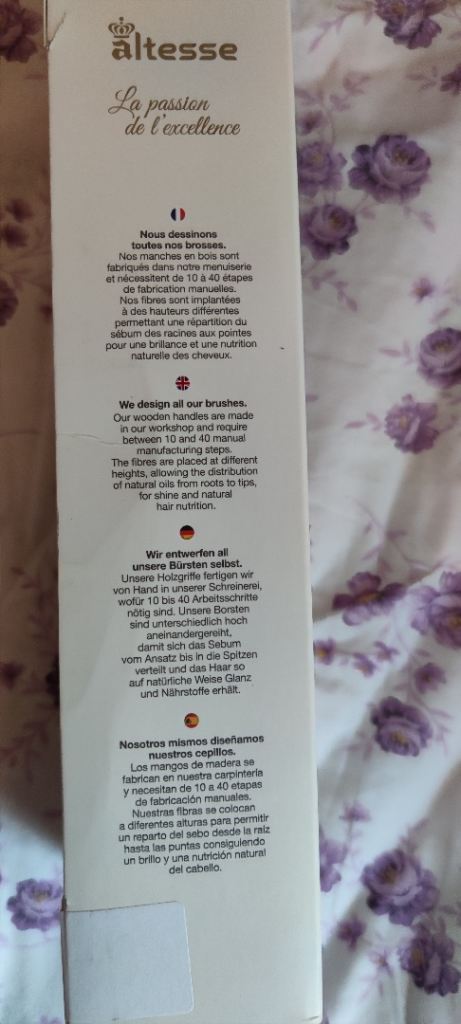 altesse
La passion
de l'excellence
Nous dessinons
toutes nos brosses.
Nos manches en bois sont
fabriqués dans notre menuiserie
et nécessitent de 10 à 40 étapes
de fabrication manuelles.
Nos fibres sont implantées
à des hauteurs différentes
permettant une répartition du
sébum des racines aux pointes
pour une brillance et une nutrition
naturelle des cheveux.
We design all our brushes.
Our wooden handles are made
in our workshop and require
between 10 and 40 manual
manufacturing steps.
The fibres are placed at different
heights, allowing the distribution
of natural oils from roots to tips,
for shine and natural
hair nutrition.
Wir entwerfen all
unsere Bürsten selbst.
Unsere Holzgriffe fertigen wir
von Hand in unserer Schreinerei,
wofür 10 bis 40 Arbeitsschritte
nötig sind. Unsere Borsten
sind unterschiedlich hoch
aneinandergereiht,
damit sich das Sebum
vom Ansatz bis in die Spitzen
verteilt und das Haar so
auf natürliche Weise Glanz
und Nährstoffe erhält.
Nosotros mismos diseñamos
nuestros cepillos.
Los mangos de madera se
fabrican en nuestra carpintería
y necesitan de 10 a 40 etapas
de fabricación manuales.
Nuestras fibras se colocan
a diferentes alturas para permitir
un reparto del sebo desde la raíz
hasta las puntas consiguiendo
un brillo y una nutrición natural
del cabello.